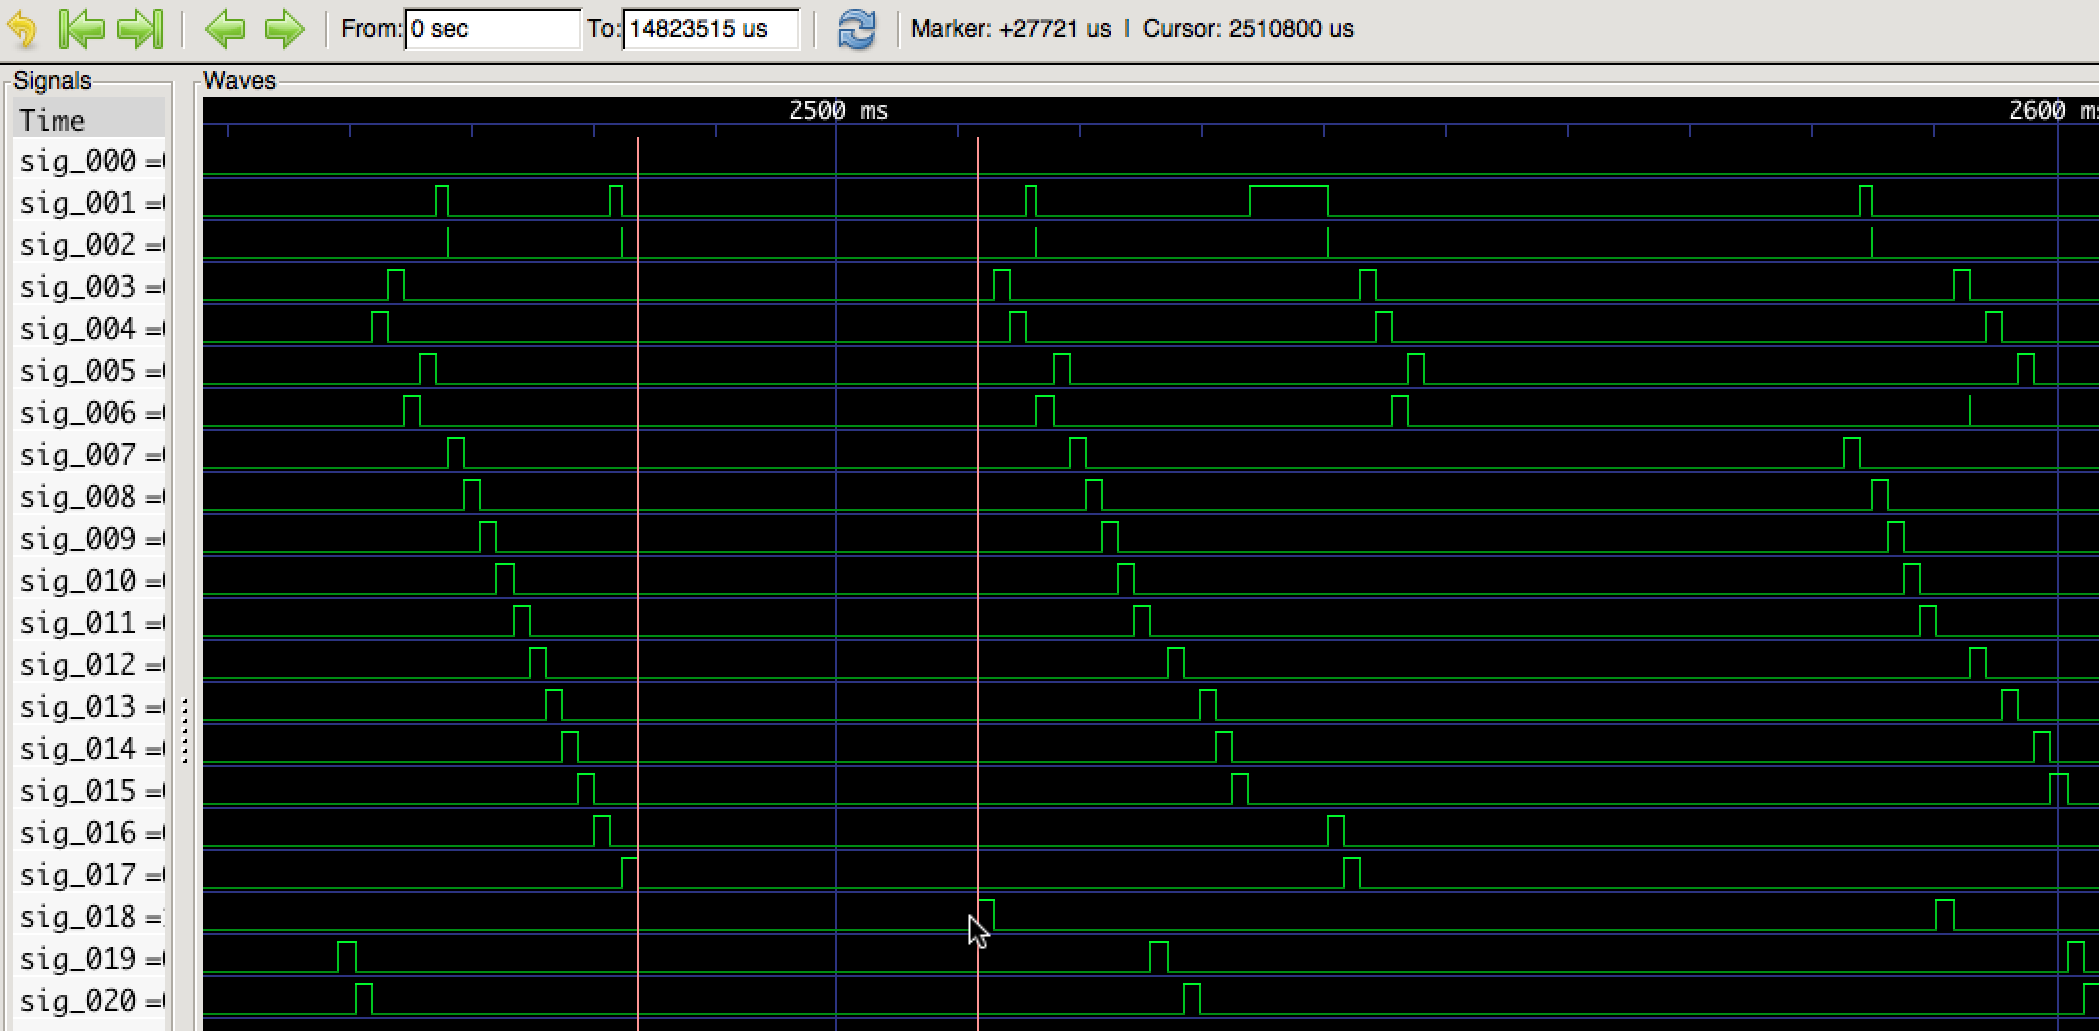 From: 0 sec To: 14823515 us Marker: +27721 us | Cursor: 2510800 us
Signals Waves
Time 2500 ms 2600 ms
sig_000 =
sig_001 =
sig_002 =
sig_003 =
sig_004 =
sig_005 =
sig_006 =
sig_007 =
sig_008 =
sig_009 =
sig_010 =
sig_011 =
sig_012 =
sig_013 =
sig_014 =
sig_015 =
sig_016 =
sig_017 =
sig_018 =
sig_019 =
sig_020 =